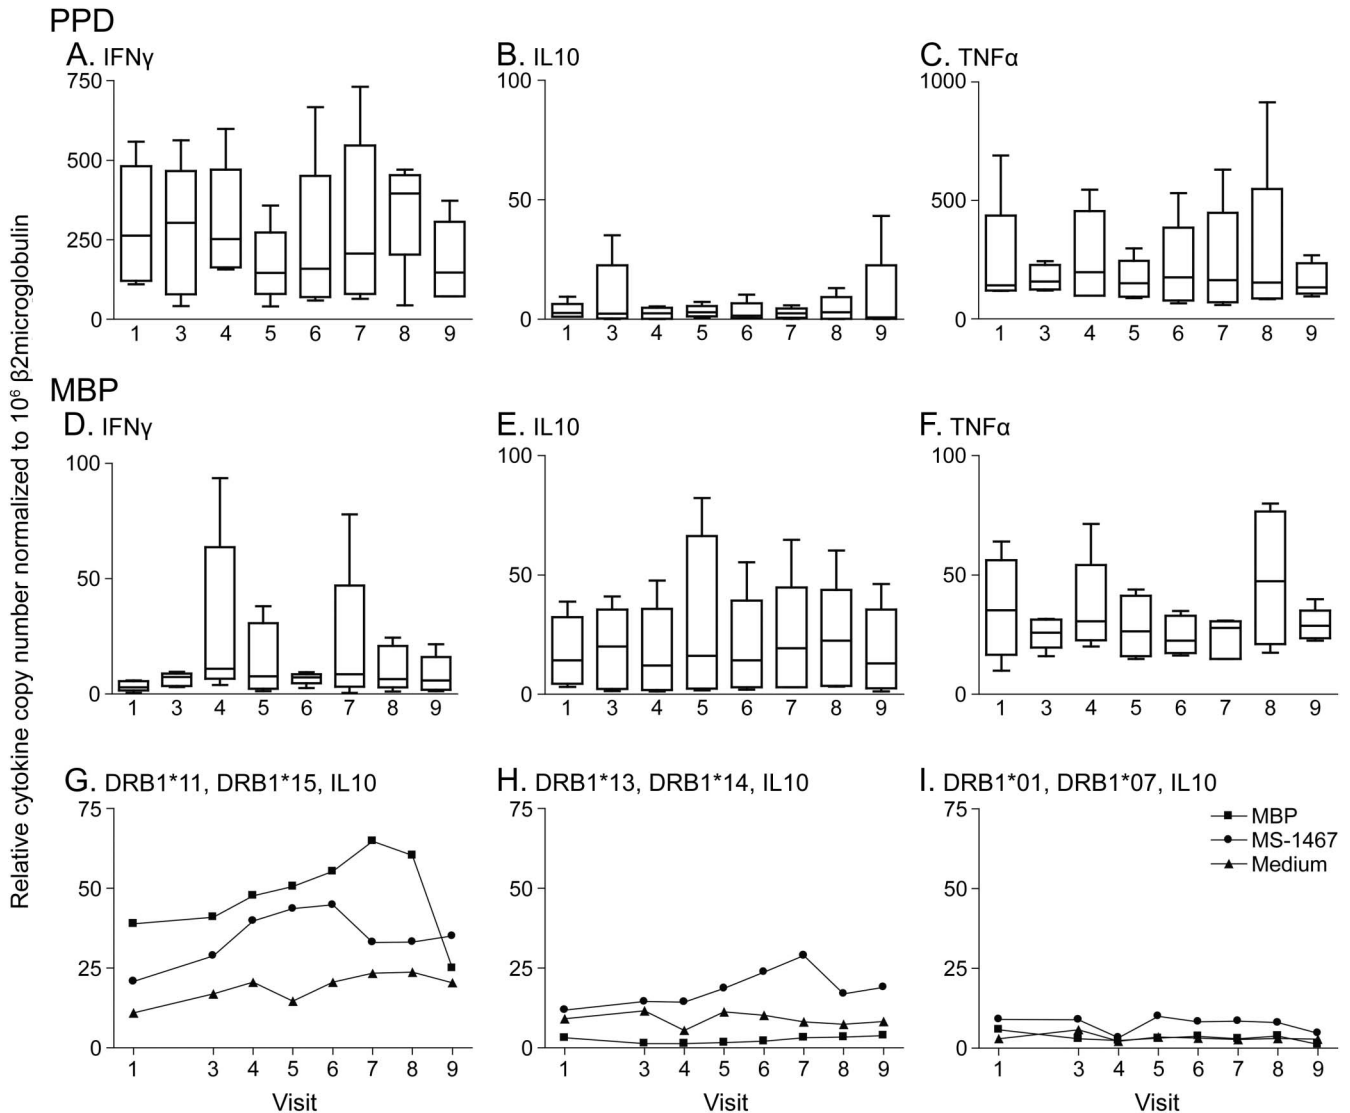 PPD
A. IFNγ
B. IL10
C. TNFα
750
500
250
0
1 3 4 5 6 7 8 9
100
50
0
1 3 4 5 6 7 8 9
1000
500
0
1 3 4 5 6 7 8 9
Relative cytokine copy number normalized to 10⁶ β2microglobulin
MBP
D. IFNγ
E. IL10
F. TNFα
100
50
0
1 3 4 5 6 7 8 9
100
50
0
1 3 4 5 6 7 8 9
100
50
0
1 3 4 5 6 7 8 9
G. DRB1*11, DRB1*15, IL10
H. DRB1*13, DRB1*14, IL10
I. DRB1*01, DRB1*07, IL10
75
50
25
0
1 3 4 5 6 7 8 9
Visit
75
50
25
0
1 3 4 5 6 7 8 9
Visit
75
50
25
0
1 3 4 5 6 7 8 9
Visit
MBP
MS-1467
Medium